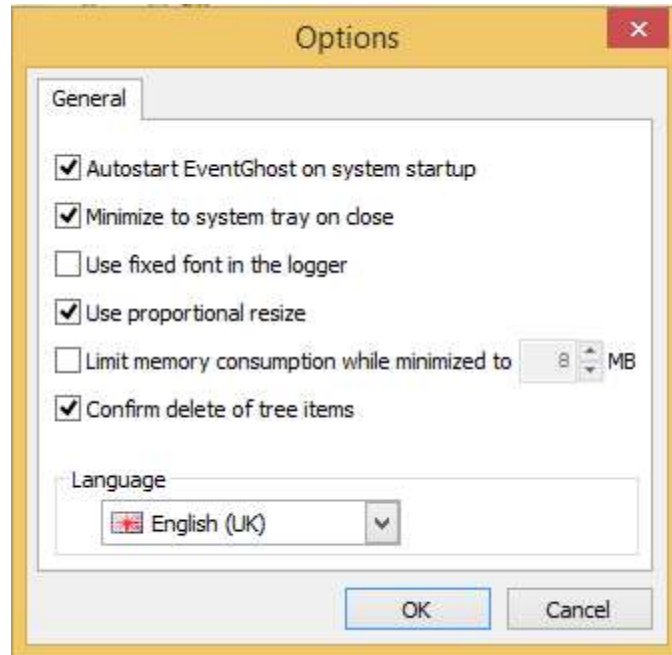 Options
General
Autostart EventGhost on system startup
Minimize to system tray on close
Use fixed font in the logger
Use proportional resize
Limit memory consumption while minimized to 8 MB
Confirm delete of tree items
Language
English (UK)
OK Cancel